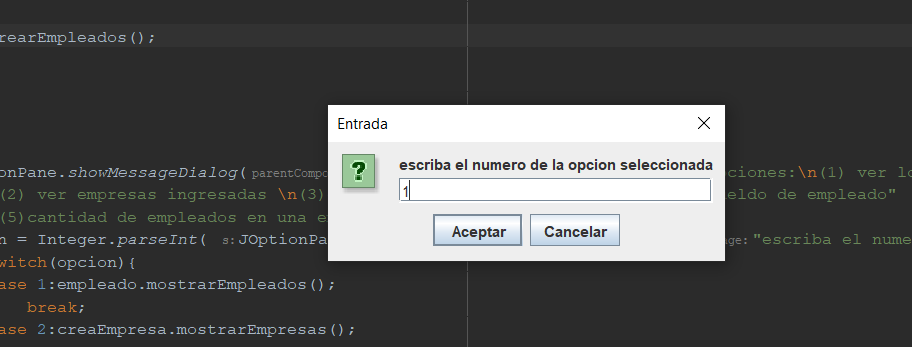 rearEmpleados();
Entrada
escriba el numero de la opcion seleccionada
1
Aceptar
Cancelar
onPane.showMessageDialog( parentCompo ciones:\n(1) ver lo
(2) ver empresas ingresadas \n(3) eldo de empleado"
(5)cantidad de empleados en una e
n = Integer.parseInt( s:JOptionPa age:"escriba el nume
witch(opcion){
ase 1:empleado.mostrarEmpleados();
break;
ase 2:creaEmpresa.mostrarEmpresas();